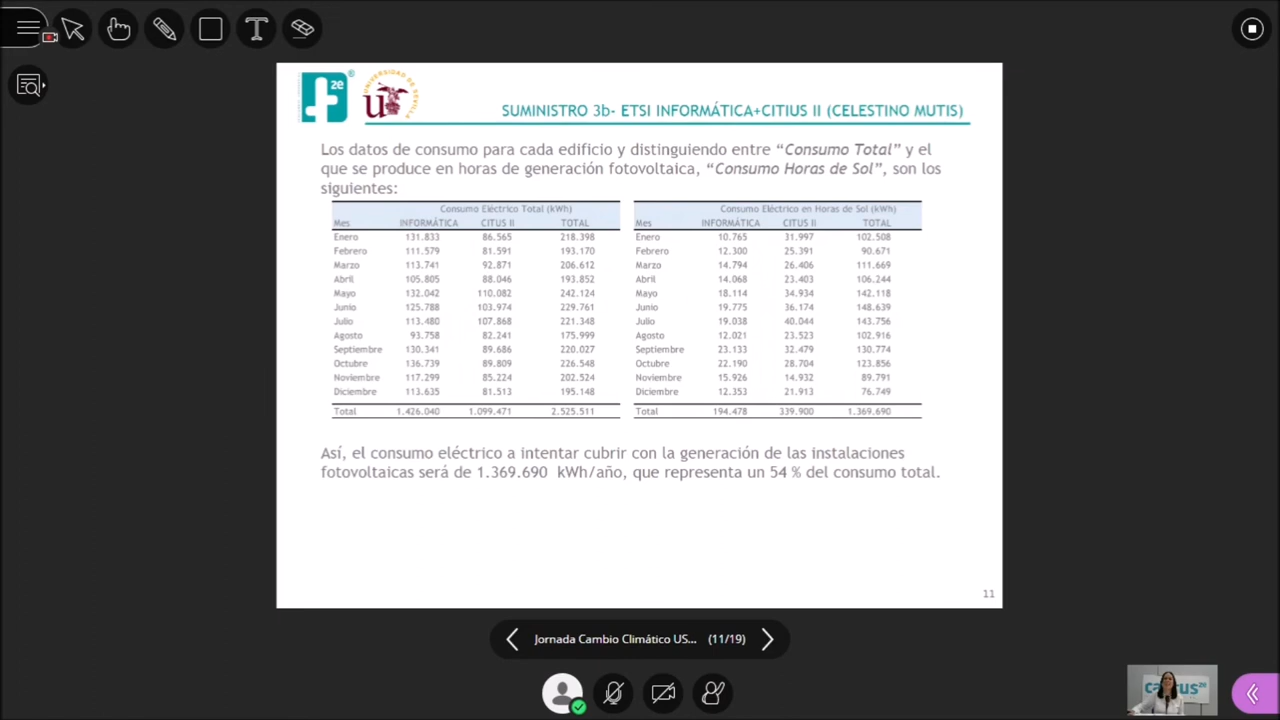 T
2e
®
UNIVERSIDAD DE SEVILLA
SUMINISTRO 3b- ETSI INFORMÁTICA+CITIUS II (CELESTINO MUTIS)
Los datos de consumo para cada edificio y distinguiendo entre “Consumo Total” y el
que se produce en horas de generación fotovoltaica, “Consumo Horas de Sol”, son los
siguientes:
Consumo Eléctrico Total (kWh)
Mes INFORMÁTICA CITUS II TOTAL
Enero 131.833 86.565 218.398
Febrero 111.579 81.591 193.170
Marzo 113.741 92.871 206.612
Abril 105.805 88.046 193.852
Mayo 132.042 110.082 242.124
Junio 125.788 103.974 229.761
Julio 113.480 107.868 221.348
Agosto 93.758 82.241 175.999
Septiembre 130.341 89.686 220.027
Octubre 136.739 89.809 226.548
Noviembre 117.299 85.224 202.524
Diciembre 113.635 81.513 195.148
Total 1.426.040 1.099.471 2.525.511
Consumo Eléctrico en Horas de Sol (kWh)
Mes INFORMÁTICA CITUS II TOTAL
Enero 10.765 31.997 102.508
Febrero 12.300 25.391 90.671
Marzo 14.794 26.406 111.669
Abril 14.068 23.403 106.244
Mayo 18.114 34.934 142.118
Junio 19.775 36.174 148.639
Julio 19.038 40.044 143.756
Agosto 12.021 23.523 102.916
Septiembre 23.133 32.479 130.774
Octubre 22.190 28.704 123.856
Noviembre 15.926 14.932 89.791
Diciembre 12.353 21.913 76.749
Total 194.478 339.900 1.369.690
Así, el consumo eléctrico a intentar cubrir con la generación de las instalaciones
fotovoltaicas será de 1.369.690 kWh/año, que representa un 54 % del consumo total.
11
Jornada Cambio Climático US... (11/19)